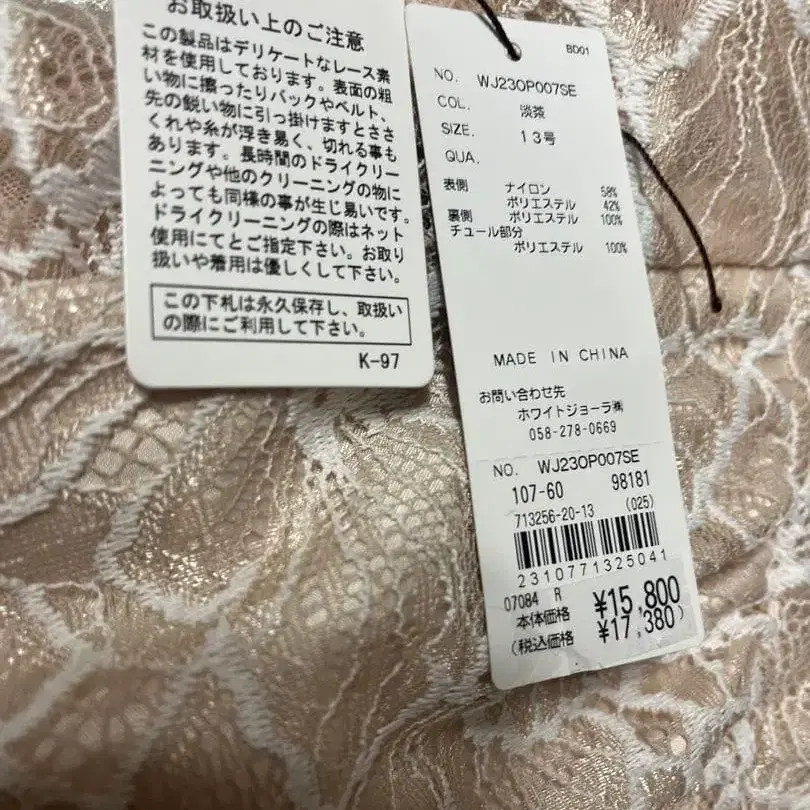 お取扱い上のご注意
この製品はデリケートなレース素
材を使用しております。表面の粗
い物に擦ったりバックやベルト、
先の鋭い物に引っ掛けますとささ
くれや糸が浮き易く、切れる事も
あります。長時間のドライクリー
ニングや他のクリーニングの物に
よっても同様の事が生じ易いです。
ドライクリーニングの際はネット
使用にてとご指定下さい。お取り
扱いや着用は優しくして下さい。
この下札は永久保存し、取扱い
の際にご利用して下さい。
K-97
BD01
NO. WJ230P007SE
COL. 淡茶
SIZE. 13号
QUA.
表側 ナイロン 58%
ポリエステル 42%
裏側 ポリエステル 100%
チュール部分
ポリエステル 100%
MADE IN CHINA
お問い合わせ先
ホワイトジョーラ㈱
058-278-0669
NO. WJ230P007SE
107-60 98181
713256-20-13 (025)
2310771325041
07084 R
本体価格 ¥15,800
(税込価格 ¥17,380)